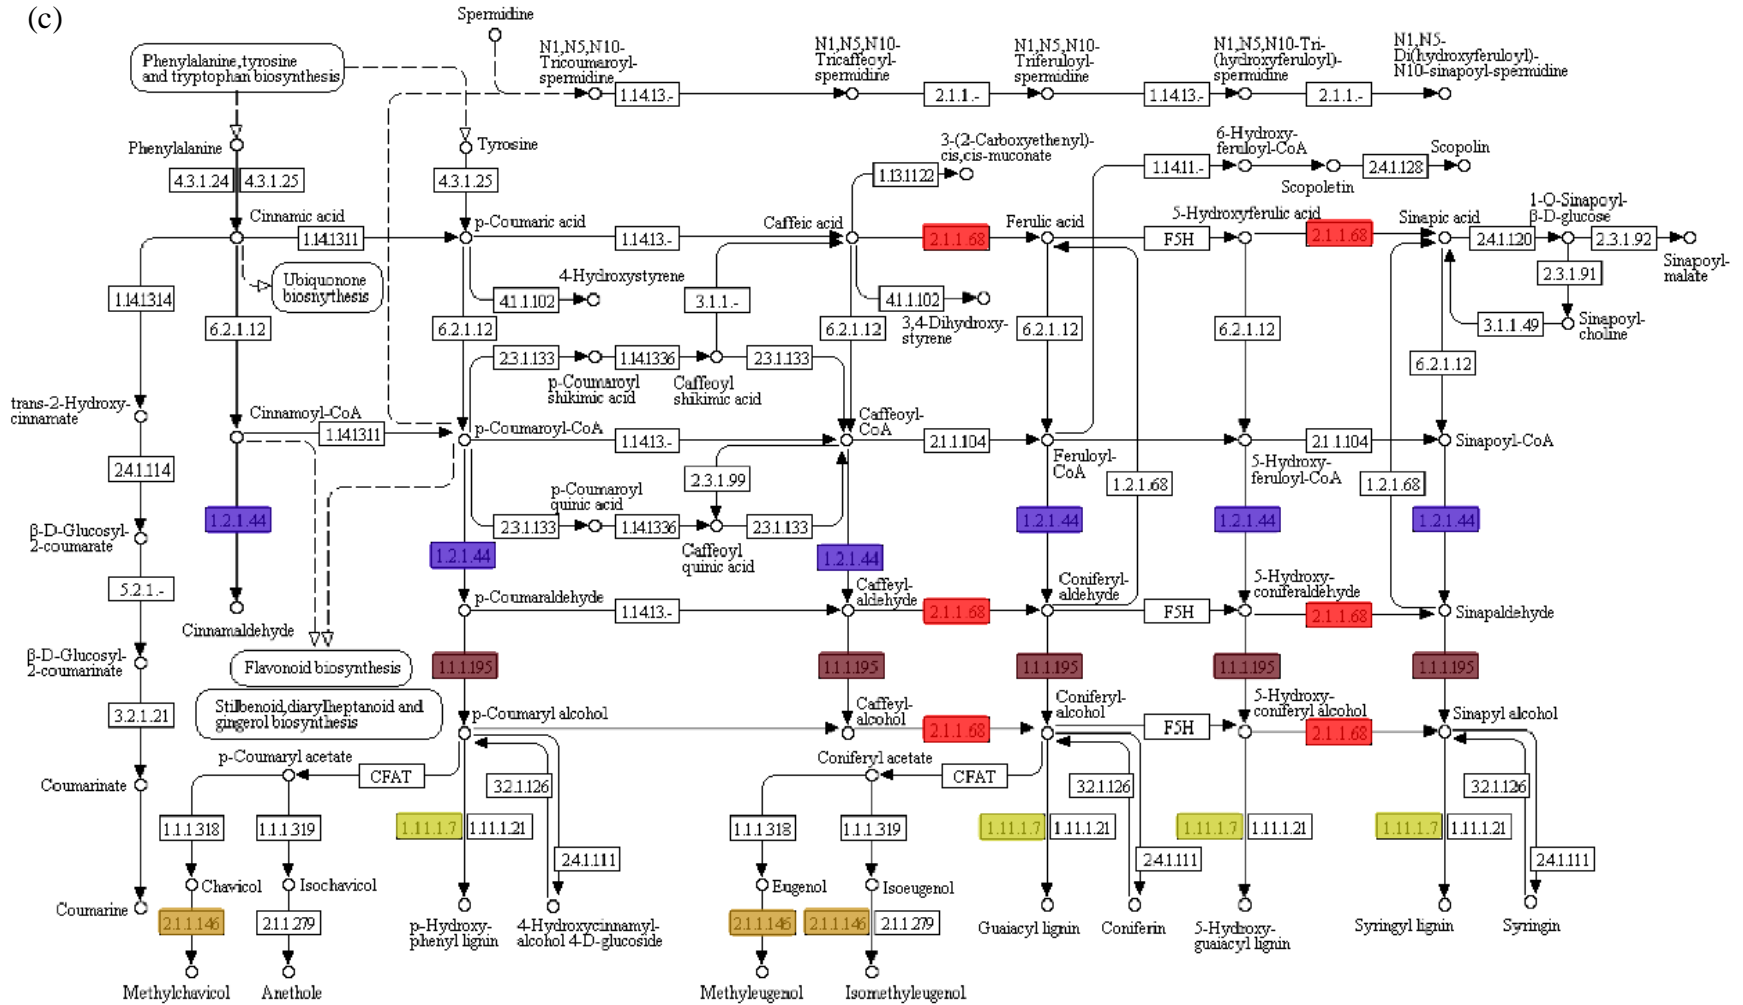 (c)
Spermidine
Phenylalanine, tyrosine
and tryptophan biosynthesis
N1,N5,N10-
Tricoumaroyl-
spermidine
N1,N5,N10-
Tricaffeoyl-
spermidine
N1,N5,N10-
Triferuloyl-
spermidine
N1,N5,N10-Tri-
(hydroxyferuloyl)-
spermidine
N1,N5-
Di(hydroxyferuloyl)-
N10-sinapoyl-spermidine
1.14.13.-
2.1.1.-
1.14.13.-
2.1.1.-
Phenylalanine
Tyrosine
3-(2-Carboxyethenyl)-
cis,cis-muconate
6-Hydroxy-
feruloyl-CoA
Scopolin
1.13.1122
1.14.11.-
Scopoletin
2.4.1.128
4.3.1.24
4.3.1.25
4.3.1.25
Cinnamic acid
p-Coumaric acid
Caffeic acid
Ferulic acid
5-Hydroxyferulic acid
Sinapic acid
1-O-Sinapoyl-
β-D-glucose
1.14.1311
1.14.13.-
2.1.1.68
F5H
2.1.1.68
2.4.1.120
2.3.1.92
Sinapoyl-
malate
Ubiquonone
biosnythesis
4-Hydroxystyrene
2.3.1.91
1.14.1314
4.1.1.102
3.1.1.-
4.1.1.102
3,4-Dihydroxy-
styrene
3.1.1.49
Sinapoyl-
choline
6.2.1.12
6.2.1.12
6.2.1.12
6.2.1.12
6.2.1.12
6.2.1.12
2.3.1.133
1.14.1336
2.3.1.133
p-Coumaroyl
shikimic acid
Caffeoyl
shikimic acid
trans-2-Hydroxy-
cinnamate
Cinnamoyl-CoA
1.14.1311
p-Coumaroyl-CoA
1.14.13.-
Caffeoyl-
CoA
2.1.1.104
Feruloyl-
CoA
5-Hydroxy-
feruloyl-CoA
2.1.1.104
Sinapoyl-CoA
2.4.1.114
2.3.1.99
1.2.1.68
1.2.1.68
p-Coumaroyl
quinic acid
2.3.1.133
1.14.1336
2.3.1.133
Caffeoyl
quinic acid
β-D-Glucosyl-
2-coumarate
1.2.1.44
1.2.1.44
1.2.1.44
1.2.1.44
1.2.1.44
1.2.1.44
5.2.1.-
Cinnamaldehyde
p-Coumaraldehyde
1.14.13.-
Caffeyl-
aldehyde
2.1.1.68
Coniferyl-
aldehyde
F5H
5-Hydroxy-
coniferaldehyde
2.1.1.68
Sinapaldehyde
β-D-Glucosyl-
2-coumarinate
Flavonoid biosynthesis
1.1.1.195
1.1.1.195
1.1.1.195
1.1.1.195
1.1.1.195
Stilbenoid, diarylheptanoid and
gingerol biosynthesis
3.2.1.21
p-Coumaryl alcohol
Caffeyl-
alcohol
2.1.1.68
Coniferyl-
alcohol
F5H
5-Hydroxy-
coniferyl alcohol
2.1.1.68
Sinapyl alcohol
p-Coumaryl acetate
CFAT
Coniferyl acetate
CFAT
Coumarinate
3.2.1.126
3.2.1.126
3.2.1.126
1.1.1.318
1.1.1.319
1.11.1.7
1.11.1.21
1.1.1.318
1.1.1.319
1.11.1.7
1.11.1.21
1.11.1.7
1.11.1.21
1.11.1.7
1.11.1.21
2.4.1.111
2.4.1.111
2.4.1.111
Coumarine
Chavicol
Isochavicol
Eugenol
Isoeugenol
2.1.1.146
2.1.1.279
2.1.1.146
2.1.1.146
2.1.1.279
p-Hydroxy-
phenyl lignin
4-Hydroxycinnamyl-
alcohol 4-D-glucoside
Guaiacyl lignin
Coniferin
5-Hydroxy-
guaiacyl lignin
Syringyl lignin
Syringin
Methylchavicol
Anethole
Methyleugenol
Isomethyleugenol